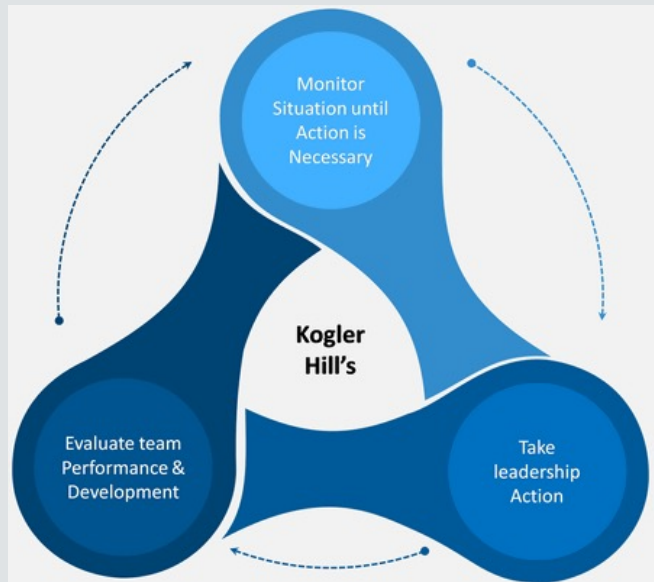 Monitor
Situation until
Action is
Necessary
Kogler
Hill's
Evaluate team
Performance &
Development
Take
leadership
Action